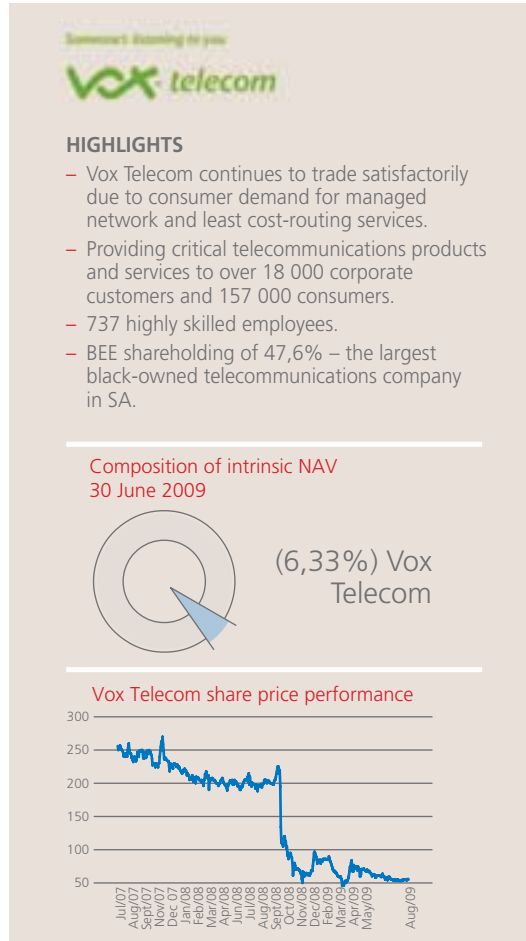 Someone's listening to you
vox telecom
HIGHLIGHTS
– Vox Telecom continues to trade satisfactorily
due to consumer demand for managed
network and least cost-routing services.
– Providing critical telecommunications products
and services to over 18 000 corporate
customers and 157 000 consumers.
– 737 highly skilled employees.
– BEE shareholding of 47,6% – the largest
black-owned telecommunications company
in SA.
Composition of intrinsic NAV
30 June 2009
(6,33%) Vox
Telecom
Vox Telecom share price performance
300
250
200
150
100
50
Jul/07
Aug/07
Sept/07
Nov/07
Dec 07
Jan/08
Feb/08
Mar/08
Apr/08
Jun/08
Jul/08
Aug/08
Sept/08
Oct/08
Nov/08
Dec/08
Feb/09
Mar/09
Apr/09
May/09
Aug/09